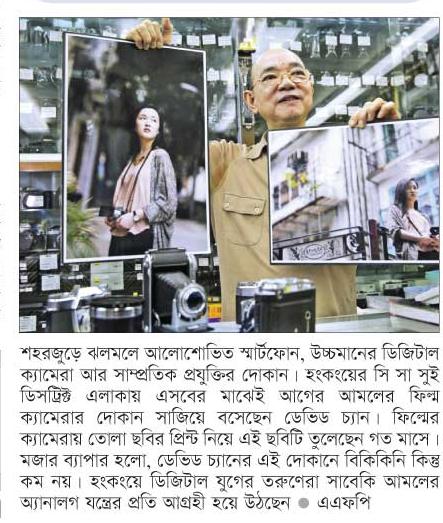 শহরজুড়ে ঝলমলে আলোশোভিত স্মার্টফোন, উচ্চমানের ডিজিটাল
ক্যামেরা আর সাম্প্রতিক প্রযুক্তির দোকান। হংকংয়ের সি সা সুই
ডিসট্রিক্ট এলাকায় এসবের মাঝেই আগের আমলের ফিল্ম
ক্যামেরার দোকান সাজিয়ে বসেছেন ডেভিড চ্যান। ফিল্মের
ক্যামেরায় তোলা ছবির প্রিন্ট নিয়ে এই ছবিটি তুলেছেন গত মাসে।
মজার ব্যাপার হলো, ডেভিড চ্যানের এই দোকানে বিকিকিনি কিন্তু
কম নয়। হংকংয়ে ডিজিটাল যুগের তরুণেরা সাবেকি আমলের
অ্যানালগ যন্ত্রের প্রতি আগ্রহী হয়ে উঠছেন ● এএফপি